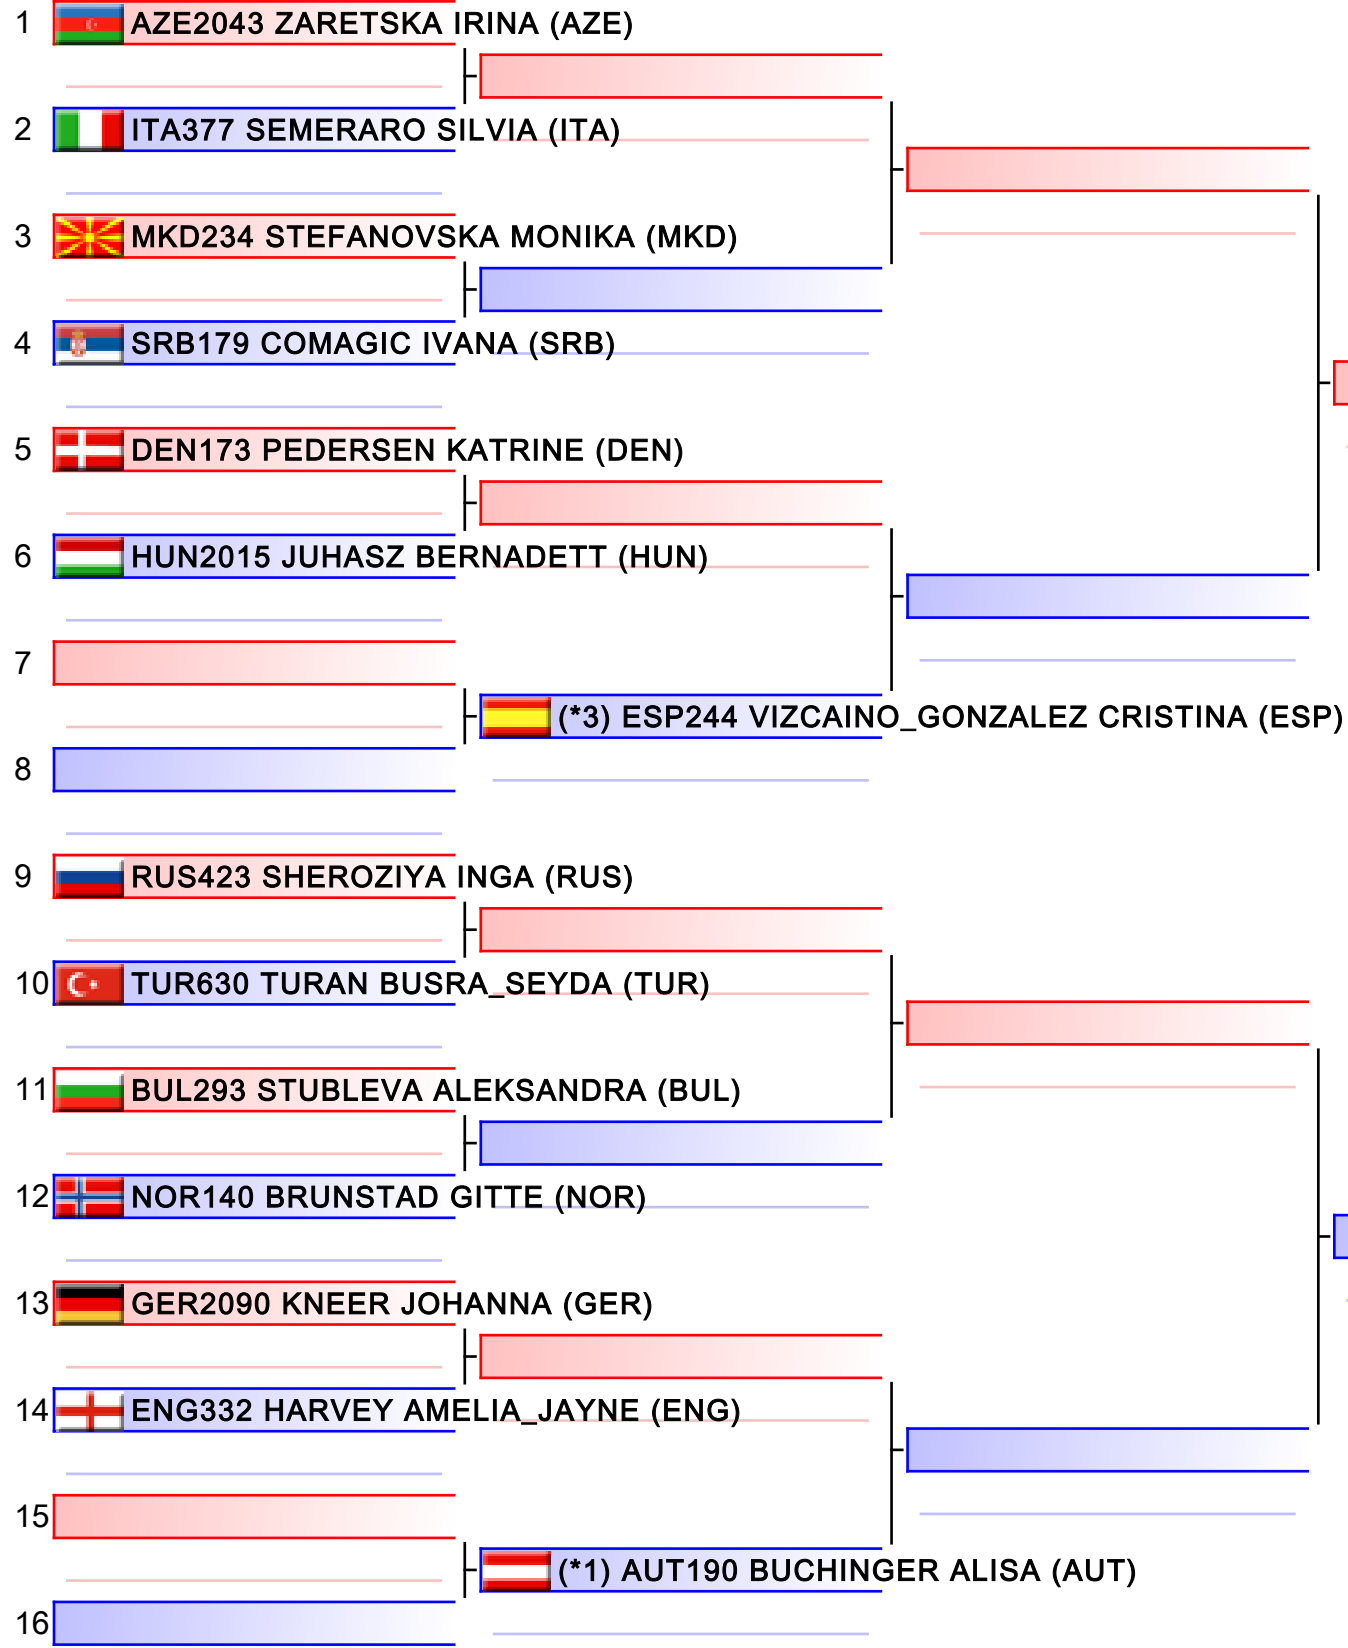 1 AZE2043 ZARETSKA IRINA (AZE)
2 ITA377 SEMERARO SILVIA (ITA)
3 MKD234 STEFANOVSKA MONIKA (MKD)
4 SRB179 COMAGIC IVANA (SRB)
5 DEN173 PEDERSEN KATRINE (DEN)
6 HUN2015 JUHASZ BERNADETT (HUN)
7
(*3) ESP244 VIZCAINO_GONZALEZ CRISTINA (ESP)
8
9 RUS423 SHEROZIYA INGA (RUS)
10 TUR630 TURAN BUSRA_SEYDA (TUR)
11 BUL293 STUBLEVA ALEKSANDRA (BUL)
12 NOR140 BRUNSTAD GITTE (NOR)
13 GER2090 KNEER JOHANNA (GER)
14 ENG332 HARVEY AMELIA_JAYNE (ENG)
15
(*1) AUT190 BUCHINGER ALISA (AUT)
16